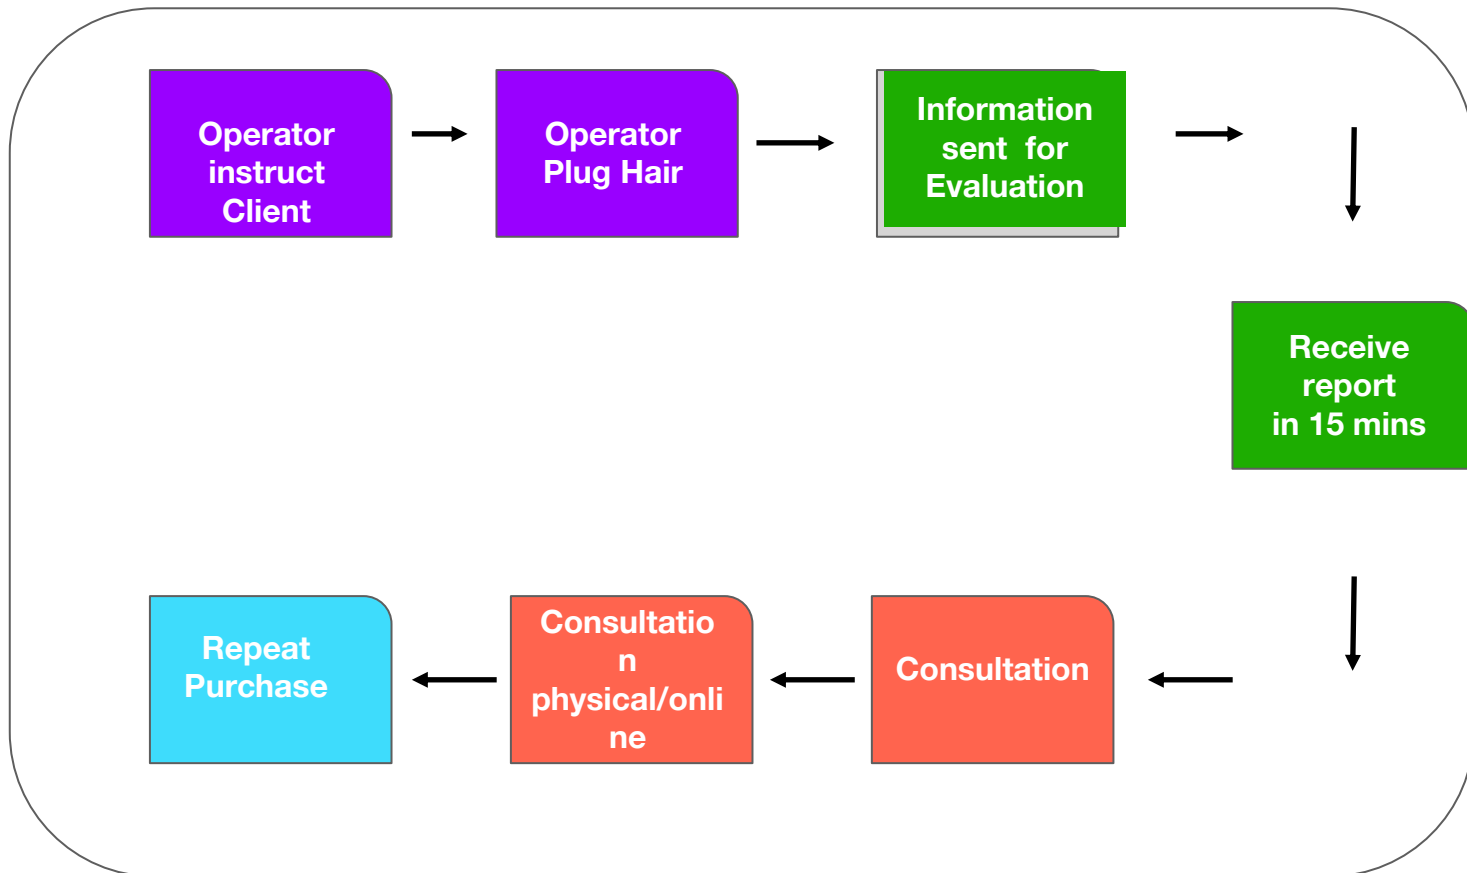 Operator
instruct
Client
Operator
Plug Hair
Information
sent for
Evaluation
Receive
report
in 15 mins
Repeat
Purchase
Consultatio
n
physical/onli
ne
Consultation